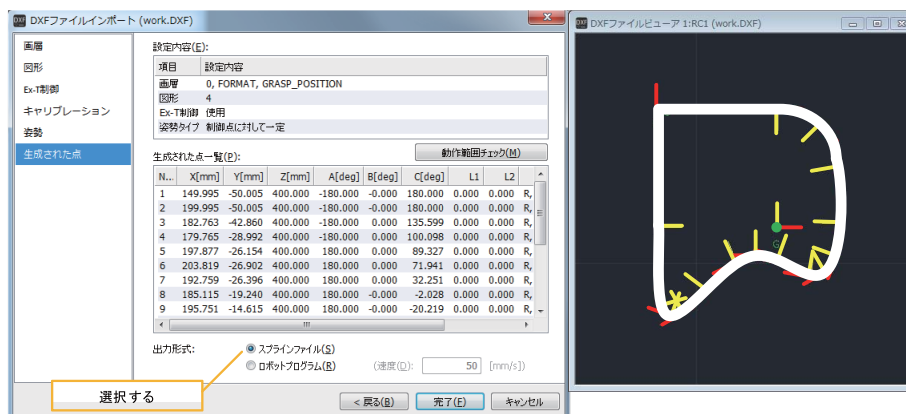 DXFファイルインポート (work.DXF)
画層
図形
Ex-T制御
キャリブレーション
姿勢
生成された点
設定内容(E):
項目 設定内容
画層 0, FORMAT, GRASP_POSITION
図形 4
Ex-T制御 使用
姿勢タイプ 制御点に対して一定
生成された点一覧(P):
動作範囲チェック(M)
N... X[mm] Y[mm] Z[mm] A[deg] B[deg] C[deg] L1 L2
1 149.995 -50.005 400.000 -180.000 -0.000 180.000 0.000 0.000 R,
2 199.995 -50.005 400.000 -180.000 -0.000 180.000 0.000 0.000 R,
3 182.763 -42.860 400.000 -180.000 -0.000 135.599 0.000 0.000 R,
4 179.765 -28.992 400.000 -180.000 -0.000 100.098 0.000 0.000 R,
5 197.877 -26.154 400.000 180.000 -0.000 89.327 0.000 0.000 R,
6 203.819 -26.902 400.000 180.000 -0.000 71.941 0.000 0.000 R,
7 192.759 -26.396 400.000 180.000 0.000 32.251 0.000 0.000 R,
8 185.115 -19.240 400.000 180.000 -0.000 -2.028 0.000 0.000 R,
9 195.751 -14.615 400.000 180.000 -0.000 -20.219 0.000 0.000 R,
出力形式:
スプラインファイル(S)
ロボットプログラム(R) (速度(D): 50 [mm/s])
選択する
< 戻る(B) 完了(F) キャンセル
DXFファイルビューア 1:RC1 (work.DXF)
G